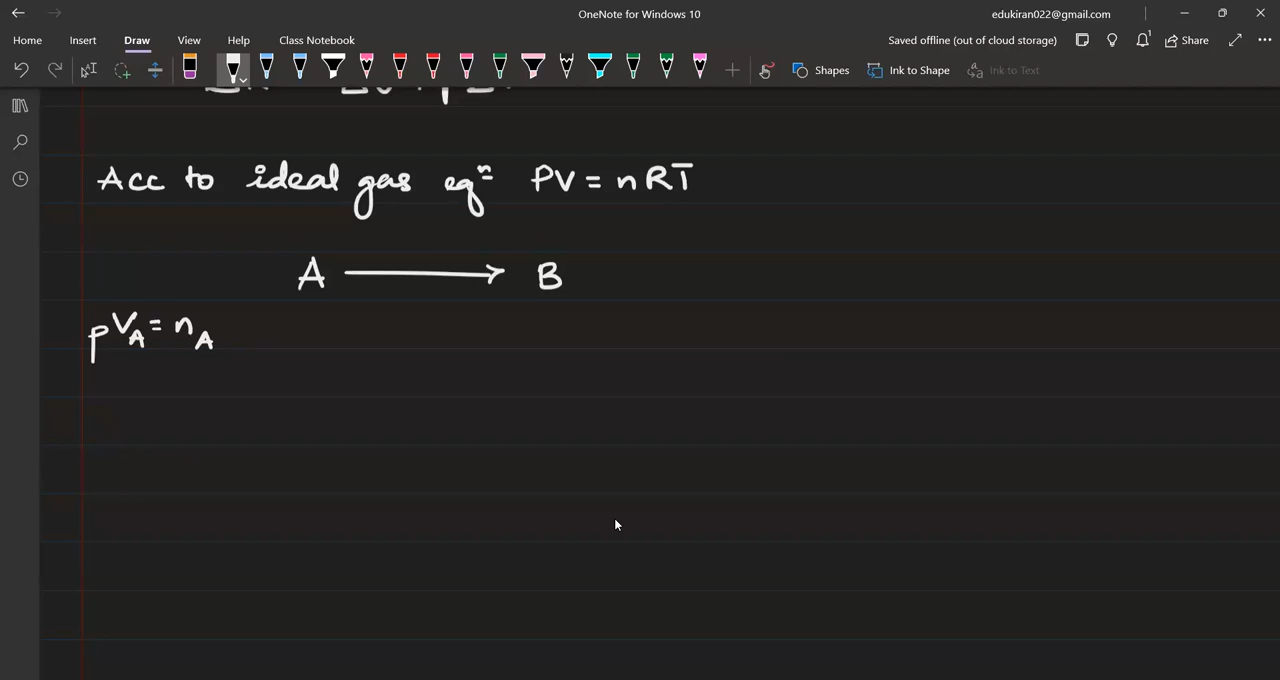 OneNote for Windows 10
edukiran022@gmail.com
Home Insert Draw View Help Class Notebook
Saved offline (out of cloud storage)
Share
Shapes
Ink to Shape
Ink to Text
Acc to ideal gas eqⁿ PV = nRT
A ⟶ B
pV_A = n_A